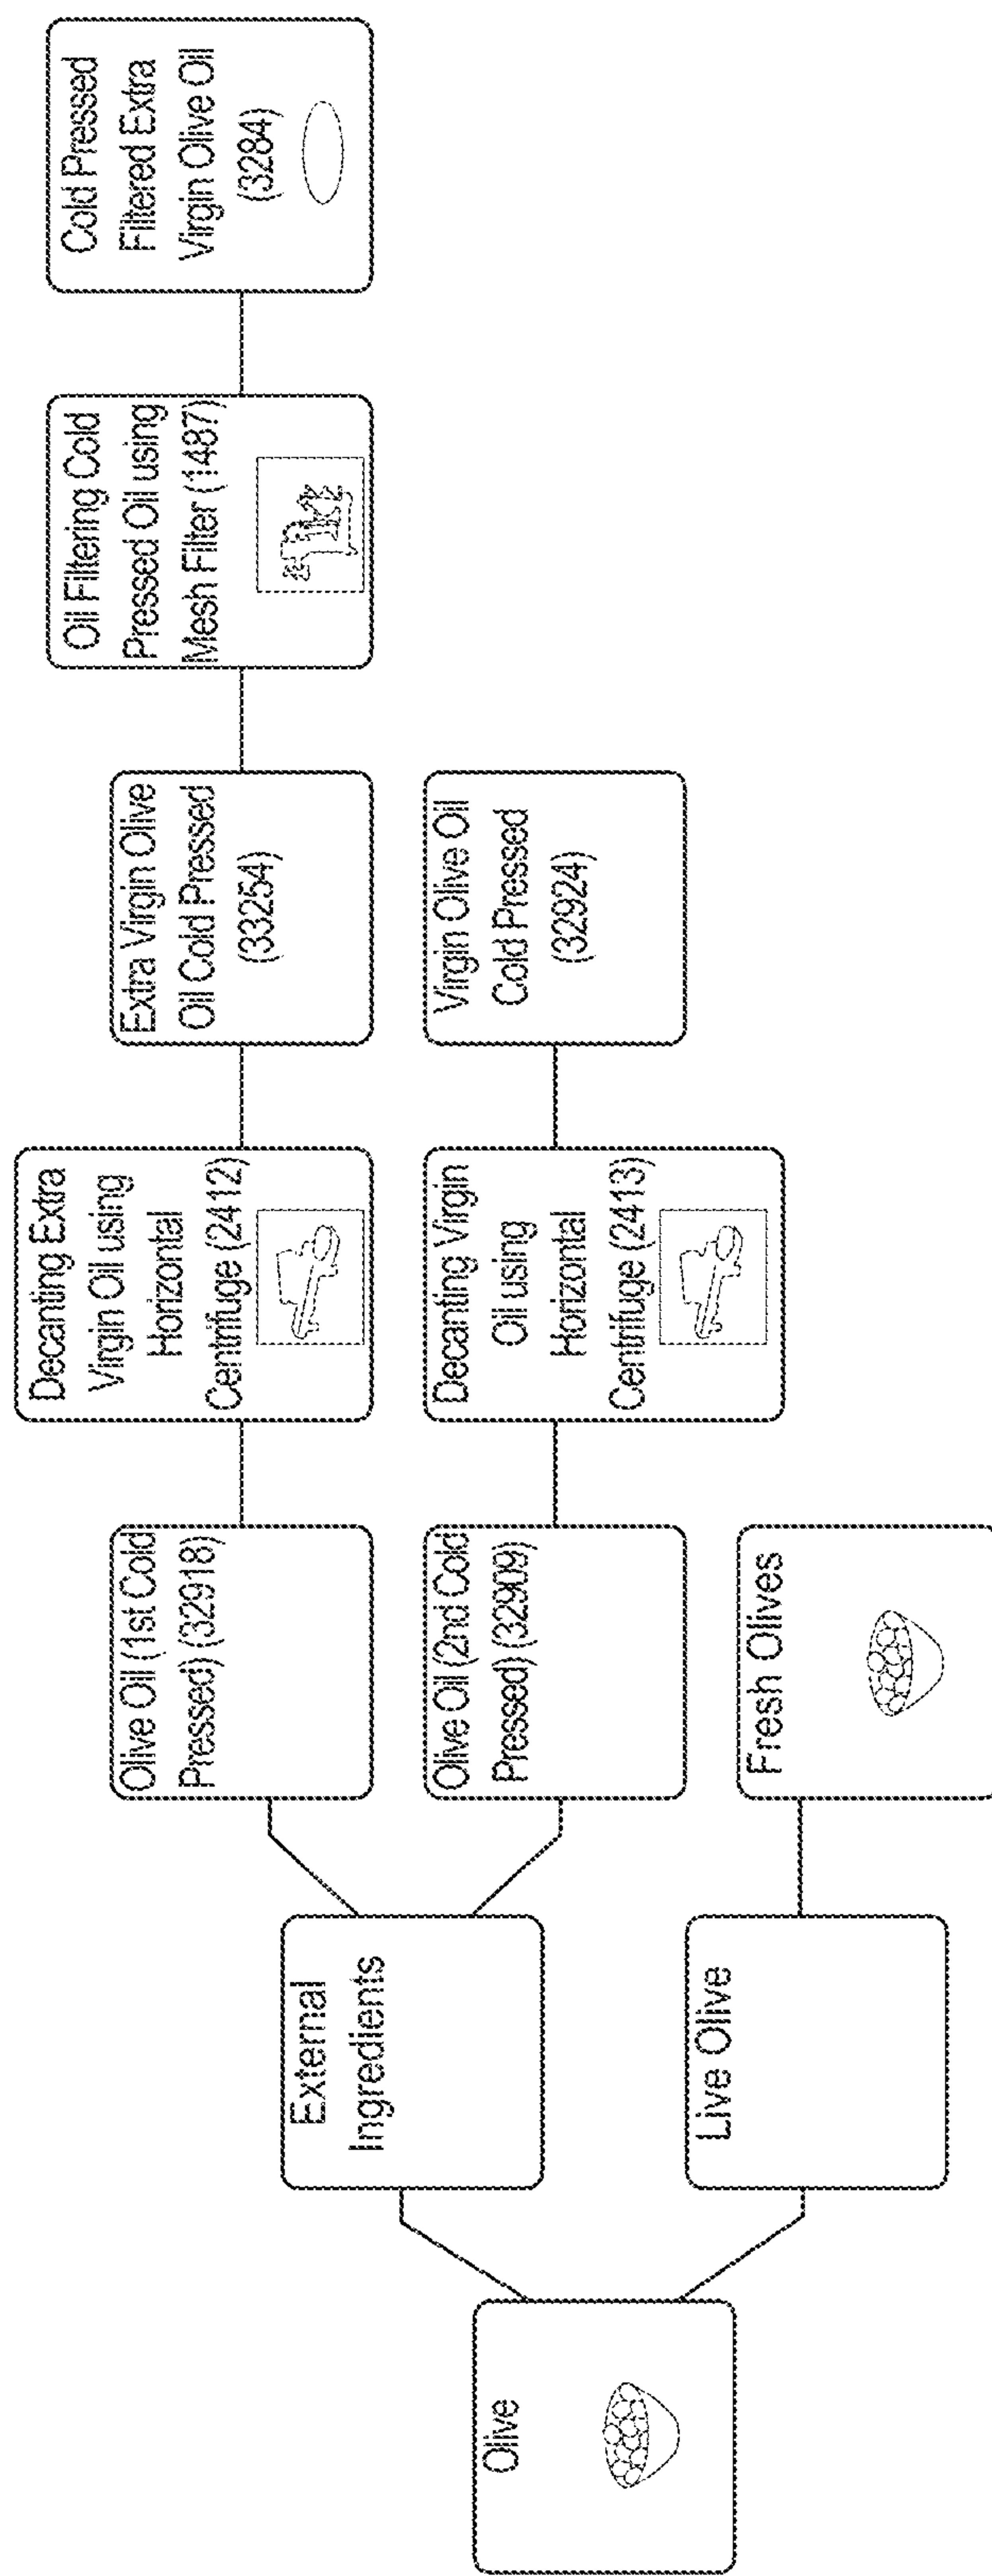 Olive
External
Ingredients
Live Olive
Olive Oil (1st Cold
Pressed) (32918)
Olive Oil (2nd Cold
Pressed) (32909)
Fresh Olives
Decanting Extra
Virgin Oil using
Horizontal
Centrifuge (2412)
Decanting Virgin
Oil using
Horizontal
Centrifuge (2413)
Extra Virgin Olive
Oil Cold Pressed
(33254)
Virgin Olive Oil
Cold Pressed
(32924)
Oil Filtering Cold
Pressed Oil using
Mesh Filter (1487)
Cold Pressed
Filtered Extra
Virgin Olive Oil
(3284)